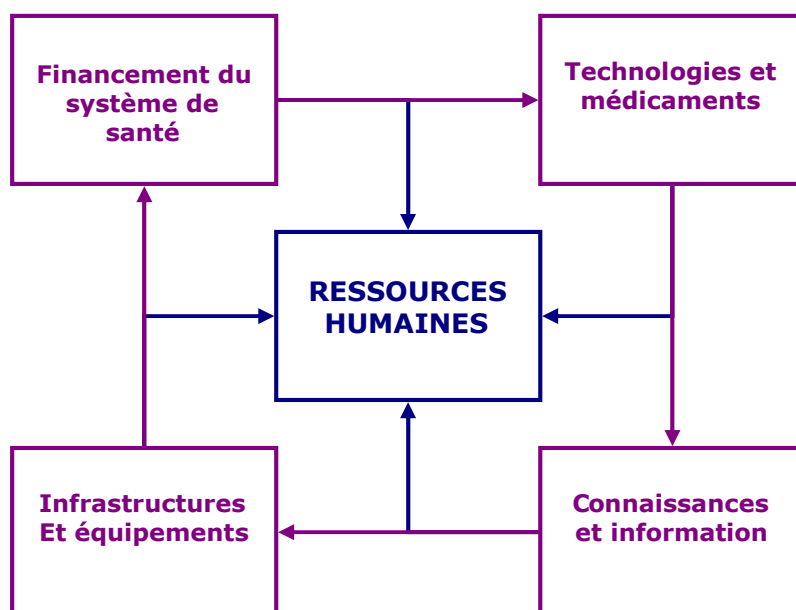 Financement du
système de
santé
Technologies et
médicaments
RESSOURCES
HUMAINES
Infrastructures
Et équipements
Connaissances
et information